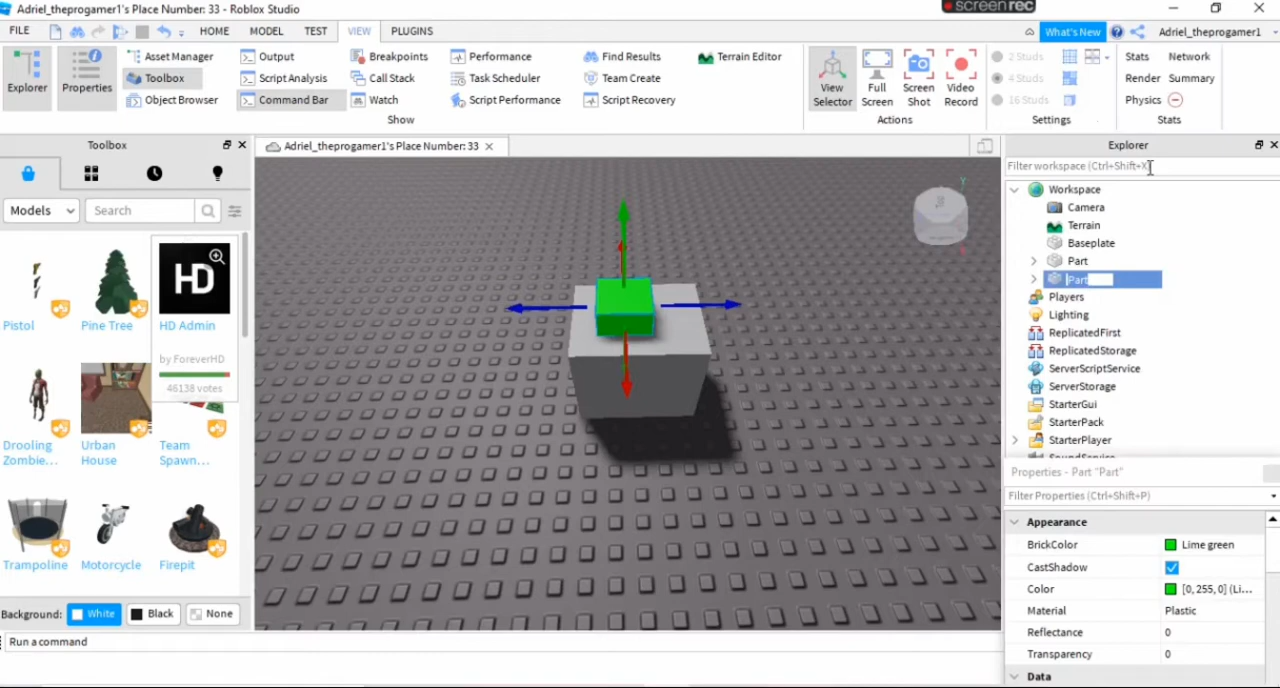 Adriel_theprogamer1's Place Number: 33 - Roblox Studio
screenrec
FILE HOME MODEL TEST VIEW PLUGINS What's New Adriel_theprogamer1
Explorer
Properties
Asset Manager
Toolbox
Object Browser
Output
Script Analysis
Command Bar
Breakpoints
Call Stack
Watch
Performance
Task Scheduler
Script Performance
Find Results
Team Create
Script Recovery
Terrain Editor
Show
View Selector
Full Screen
Screen Shot
Video Record
Actions
2 Studs
4 Studs
16 Studs
Settings
Stats Network
Render Summary
Physics
Stats
Toolbox
Models
Search
Pistol
Pine Tree
HD
HD Admin
by ForeverHD
46138 votes
Drooling Zombie...
Urban House
Team Spawn...
Trampoline
Motorcycle
Firepit
Background: White Black None
Run a command
Adriel_theprogamer1's Place Number: 33
Y
Explorer
Filter workspace (Ctrl+Shift+X)
Workspace
Camera
Terrain
Baseplate
Part
Part
Players
Lighting
ReplicatedFirst
ReplicatedStorage
ServerScriptService
ServerStorage
StarterGui
StarterPack
StarterPlayer
SoundService
Properties - Part "Part"
Filter Properties (Ctrl+Shift+P)
Appearance
BrickColor Lime green
CastShadow
Color [0, 255, 0] (Li...
Material Plastic
Reflectance 0
Transparency 0
Data